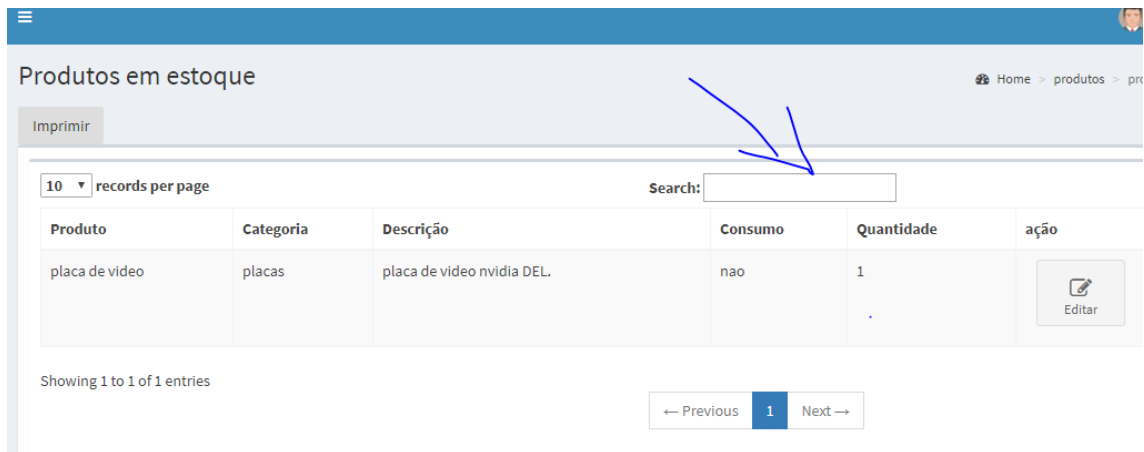 Produtos em estoque
Home > produtos >
Imprimir
10 records per page
Search:
Produto Categoria Descrição Consumo Quantidade ação
placa de video placas placa de video nvidia DEL. nao 1
Editar
Showing 1 to 1 of 1 entries
← Previous 1 Next →